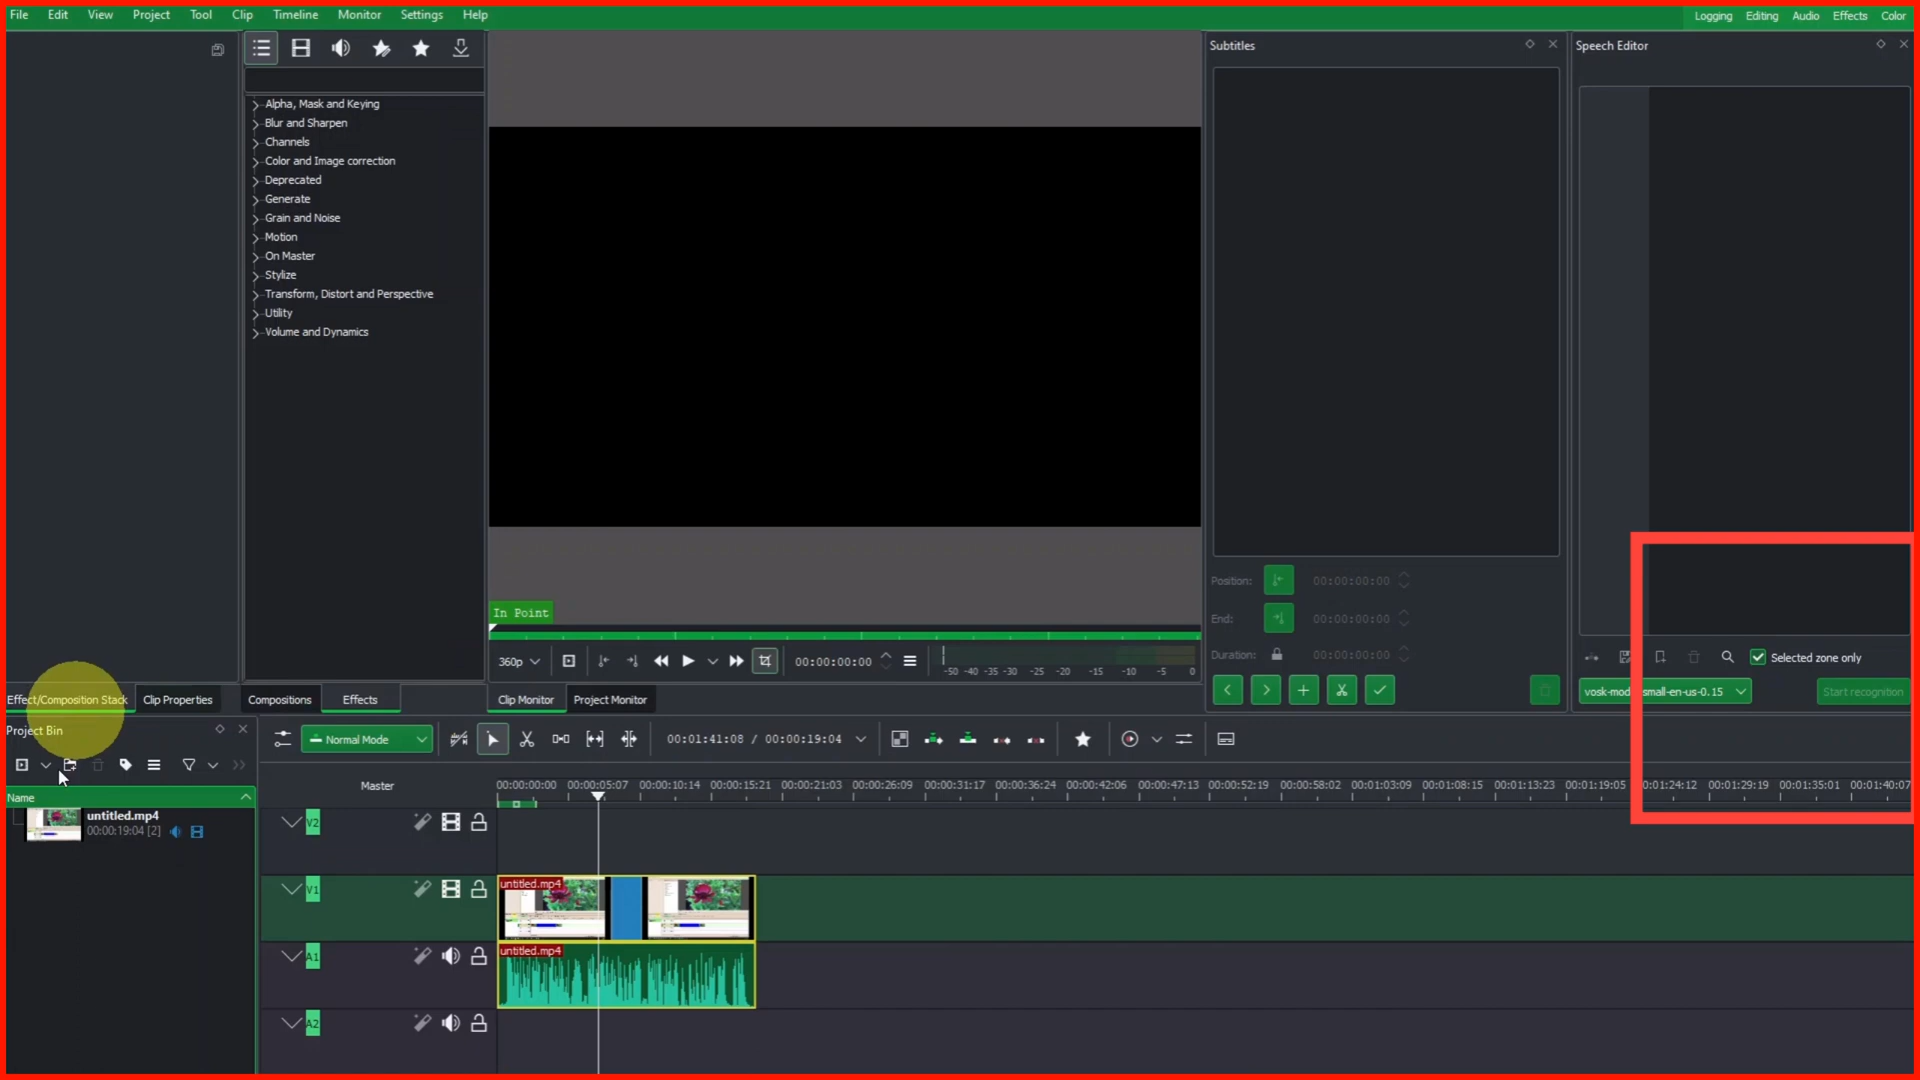 File Edit View Project Tool Clip Timeline Monitor Settings Help
Logging Editing Audio Effects Color
Subtitles
Speech Editor
Alpha, Mask and Keying
Blur and Sharpen
Channels
Color and Image correction
Deprecated
Generate
Grain and Noise
Motion
On Master
Stylize
Transform, Distort and Perspective
Utility
Volume and Dynamics
In Point
360p
00:00:00:00
-50 -40 -35 -30 -25 -20 -15 -10 -5 0
Position: 00:00:00:00
End: 00:00:00:00
Duration: 00:00:00:00
Selected zone only
small-en-us-0.15
Start recognition
Effect/Composition Stack Clip Properties
Compositions Effects
Clip Monitor Project Monitor
Project Bin
Normal Mode
00:01:41:08 / 00:00:19:04
Name
untitled.mp4
00:00:19:04 [2]
Master
00:00:00:00 00:00:05:07 00:00:10:14 00:00:15:21 00:00:21:03 00:00:26:09 00:00:31:17 00:00:36:24 00:00:42:06 00:00:47:13 00:00:52:19 00:00:58:02 00:01:03:09 00:01:08:15 00:01:13:23 00:01:19:05 00:01:24:12 00:01:29:19 00:01:35:01 00:01:40:07
V2
V1
untitled.mp4
A1
untitled.mp4
A2